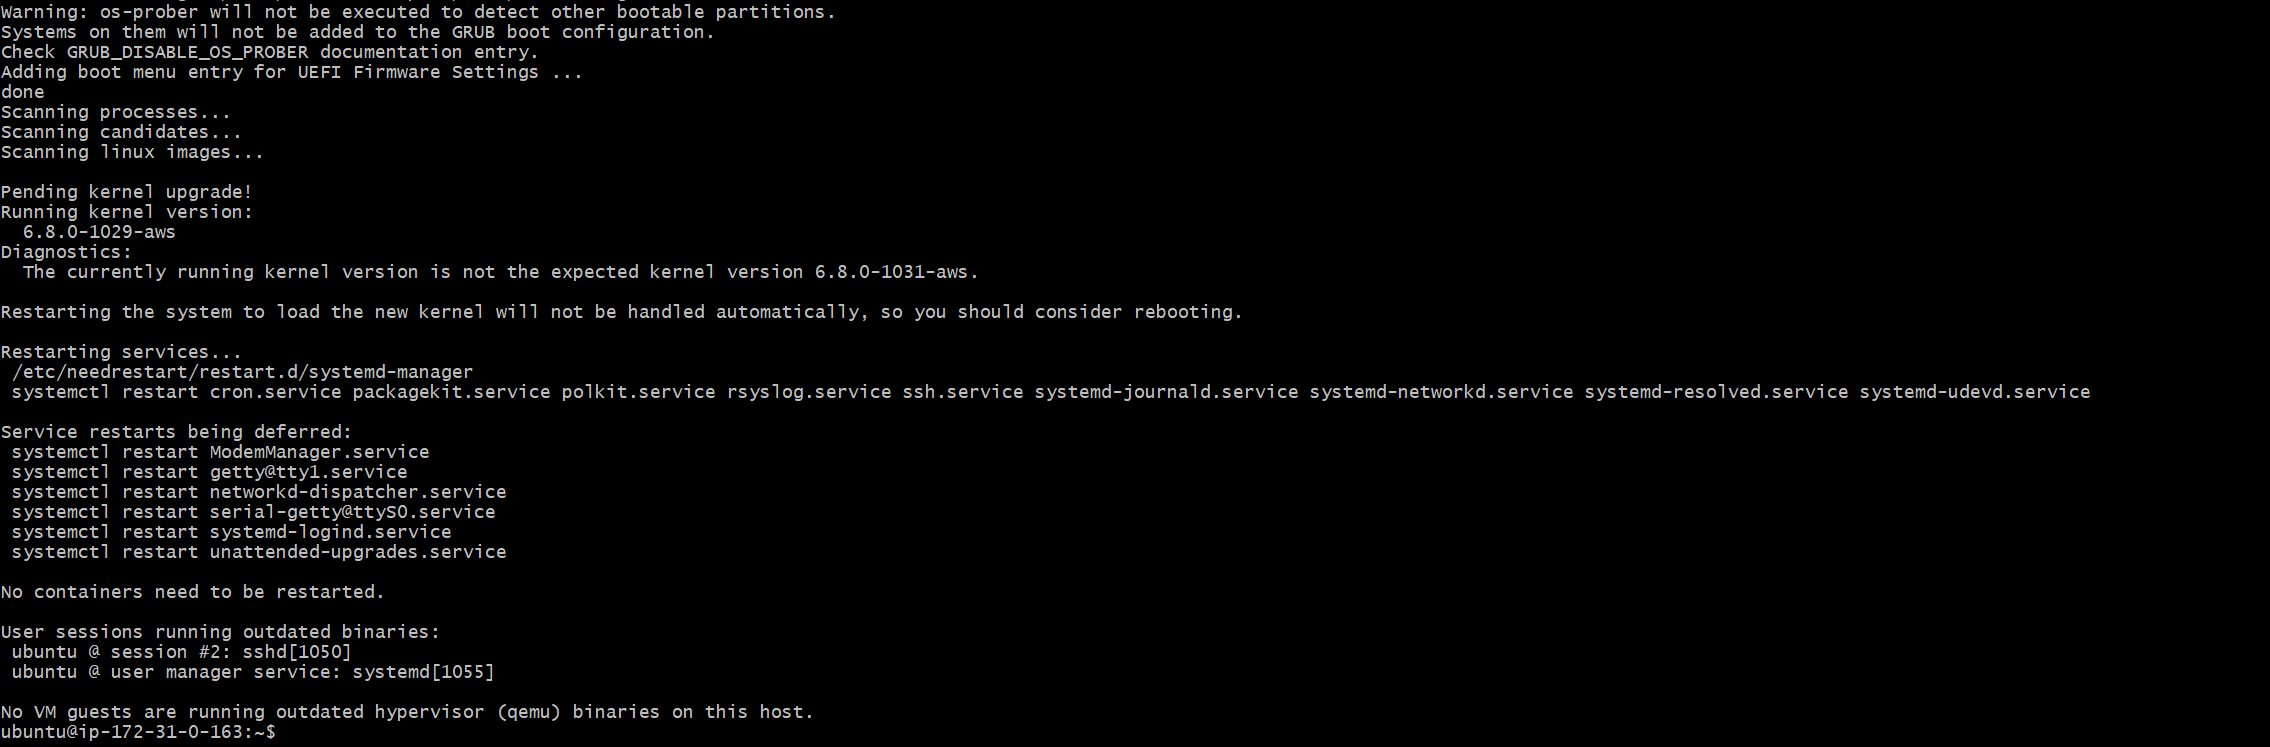 Warning: os-prober will not be executed to detect other bootable partitions.
Systems on them will not be added to the GRUB boot configuration.
Check GRUB_DISABLE_OS_PROBER documentation entry.
Adding boot menu entry for UEFI Firmware Settings ...
done
Scanning processes...
Scanning candidates...
Scanning linux images...

Pending kernel upgrade!
Running kernel version:
  6.8.0-1029-aws
Diagnostics:
  The currently running kernel version is not the expected kernel version 6.8.0-1031-aws.

Restarting the system to load the new kernel will not be handled automatically, so you should consider rebooting.

Restarting services...
 /etc/needrestart/restart.d/systemd-manager
 systemctl restart cron.service packagekit.service polkit.service rsyslog.service ssh.service systemd-journald.service systemd-networkd.service systemd-resolved.service systemd-udevd.service

Service restarts being deferred:
 systemctl restart ModemManager.service
 systemctl restart getty@tty1.service
 systemctl restart networkd-dispatcher.service
 systemctl restart serial-getty@ttyS0.service
 systemctl restart systemd-logind.service
 systemctl restart unattended-upgrades.service

No containers need to be restarted.

User sessions running outdated binaries:
 ubuntu @ session #2: sshd[1050]
 ubuntu @ user manager service: systemd[1055]

No VM guests are running outdated hypervisor (qemu) binaries on this host.
ubuntu@ip-172-31-0-163:~$